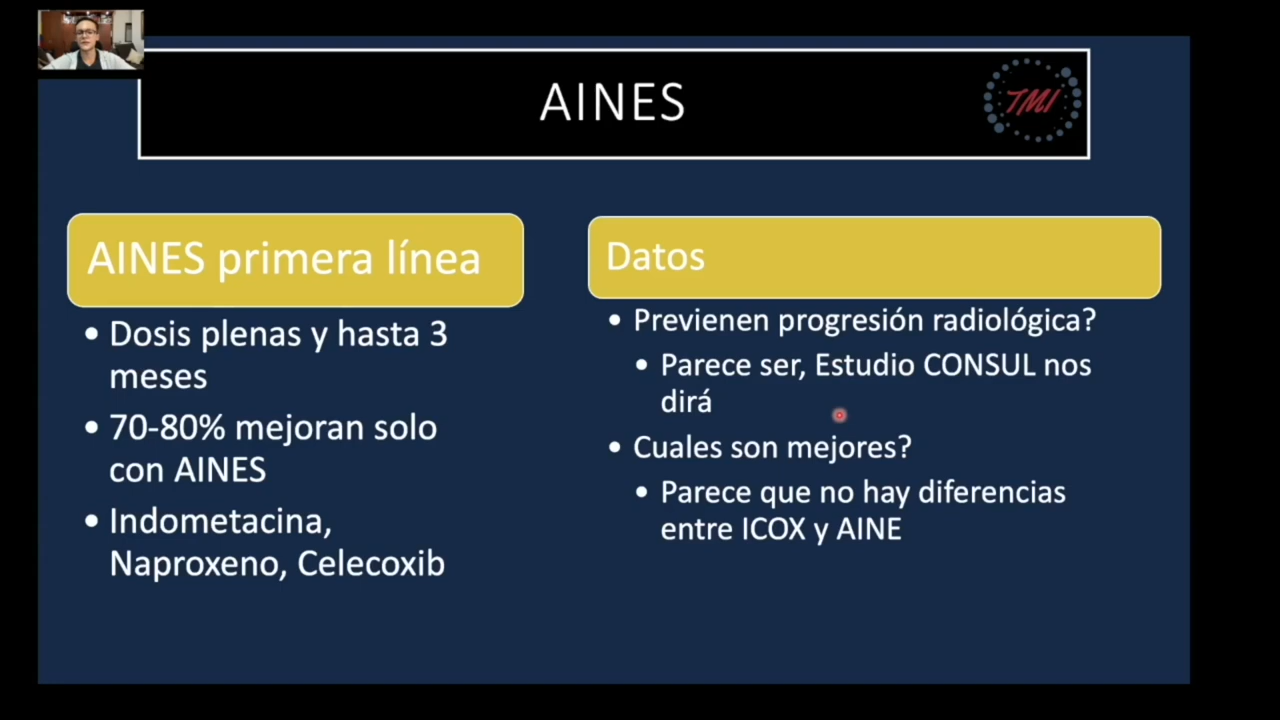 AINES
TMI
AINES primera línea
• Dosis plenas y hasta 3
meses
• 70-80% mejoran solo
con AINES
• Indometacina,
Naproxeno, Celecoxib
Datos
• Previenen progresión radiológica?
• Parece ser, Estudio CONSUL nos
dirá
• Cuales son mejores?
• Parece que no hay diferencias
entre ICOX y AINE